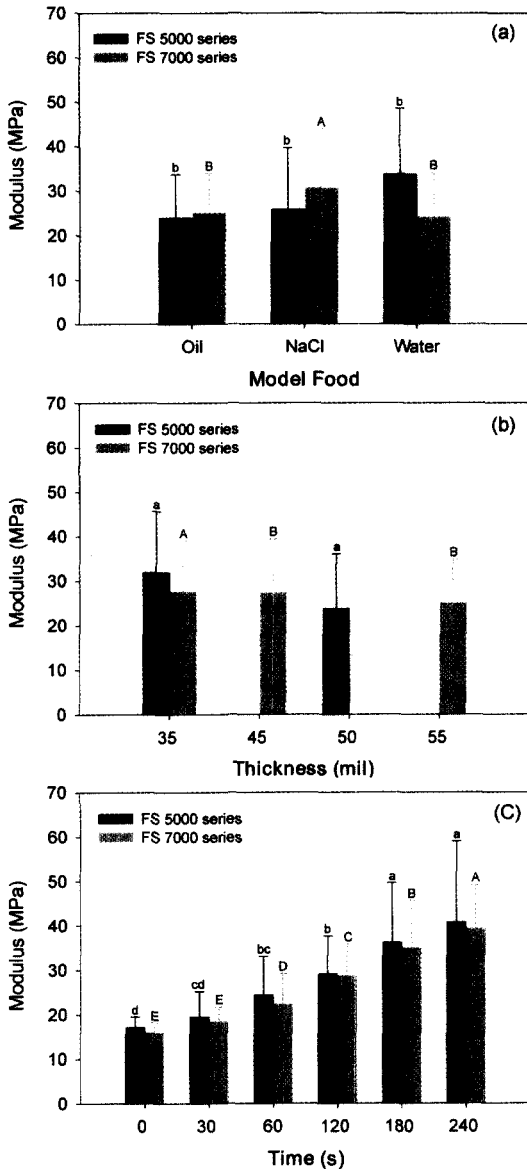 (a)
FS 5000 series
FS 7000 series
Modulus (MPa)
70
60
50
40
30
20
10
0
b B b A b B
Oil NaCl Water
Model Food
(b)
FS 5000 series
FS 7000 series
Modulus (MPa)
70
60
50
40
30
20
10
0
a A B a B
35 45 50 55
Thickness (mil)
(C)
FS 5000 series
FS 7000 series
Modulus (MPa)
70
60
50
40
30
20
10
0
d E cd E bc D b C a B a A
0 30 60 120 180 240
Time (s)